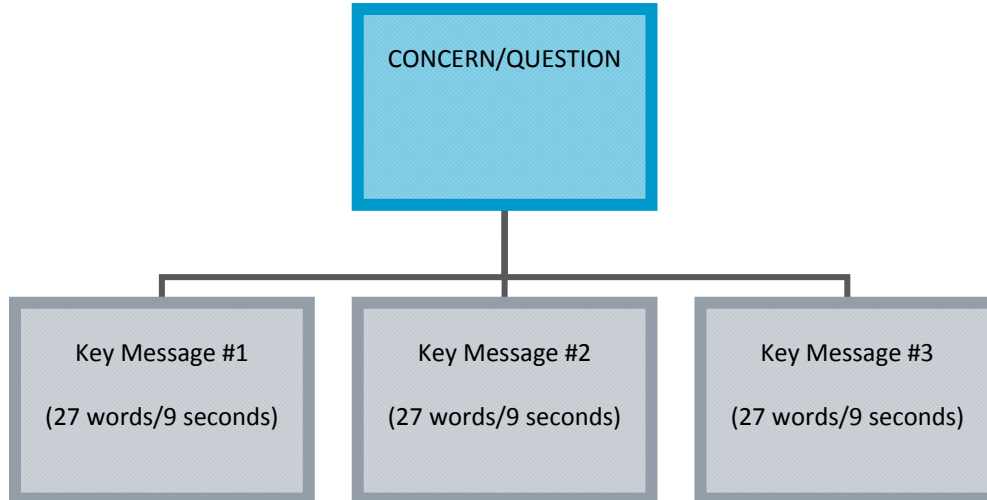 CONCERN/QUESTION
Key Message #1
(27 words/9 seconds)
Key Message #2
(27 words/9 seconds)
Key Message #3
(27 words/9 seconds)